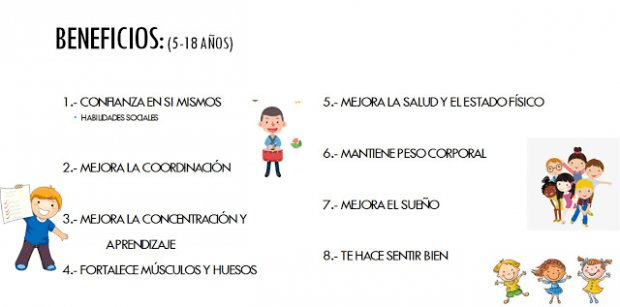 BENEFICIOS: (5-18 AÑOS)
1.- CONFIANZA EN SI MISMOS
• HABILIDADES SOCIALES
2.- MEJORA LA COORDINACIÓN
3.- MEJORA LA CONCENTRACIÓN Y
APRENDIZAJE
4.- FORTALECE MÚSCULOS Y HUESOS
5.- MEJORA LA SALUD Y EL ESTADO FÍSICO
6.- MANTIENE PESO CORPORAL
7.- MEJORA EL SUEÑO
8.- TE HACE SENTIR BIEN